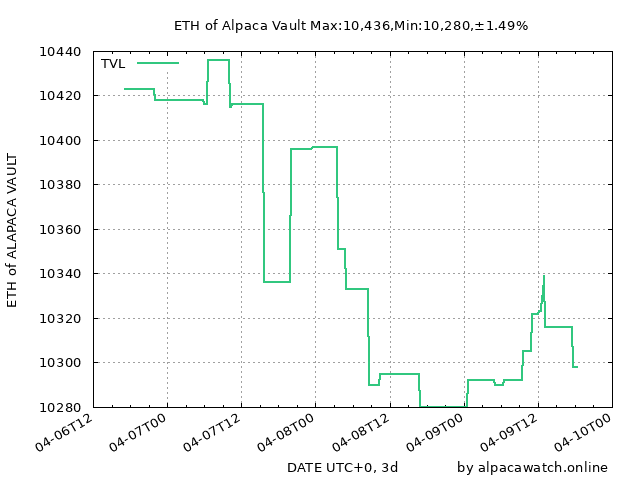 ETH of Alpaca Vault Max:10,436,Min:10,280,±1.49%
TVL
10440
10420
10400
10380
10360
10340
10320
10300
10280
ETH of ALAPACA VAULT
04-06T12
04-07T00
04-07T12
04-08T00
04-08T12
04-09T00
04-09T12
04-10T00
DATE UTC+0, 3d
by alpacawatch.online